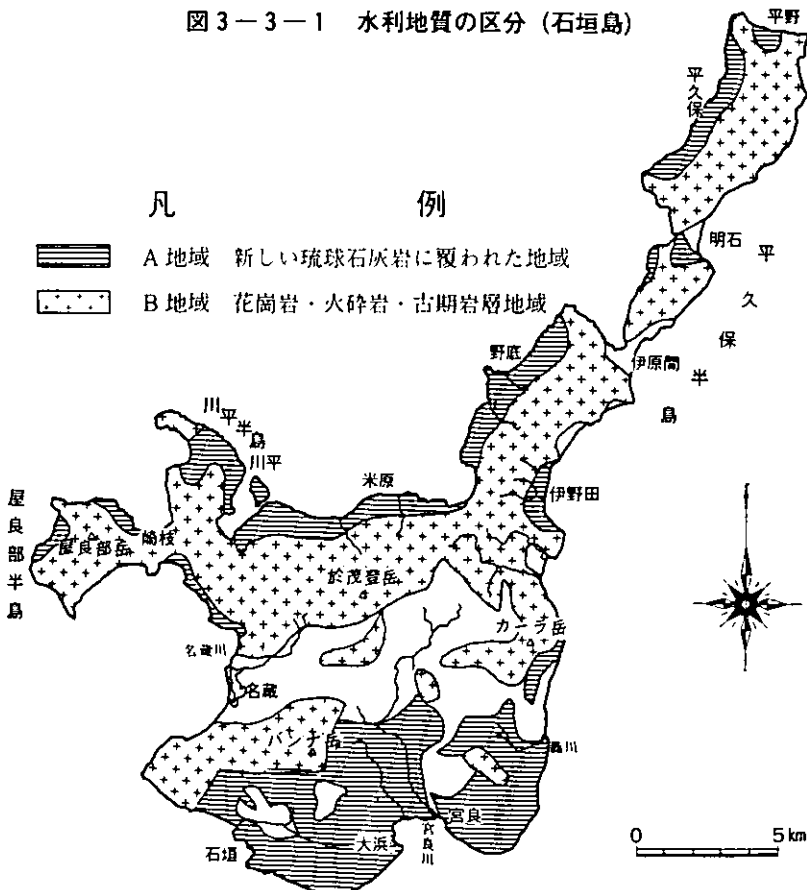 図3－3－1　水利地質の区分（石垣島）
平野
平久保
凡　例
A地域　新しい琉球石灰岩に覆われた地域
B地域　花崗岩・火砕岩・古期岩層地域
明石
平久保半島
伊原間
野底
川平半島
川平
米原
伊野田
屋良部半島
屋良部岳
崎枝
於茂登岳
カーラ岳
名蔵川
名蔵
バンナ岳
轟川
宮良
宮良川
大浜
石垣
0　5km